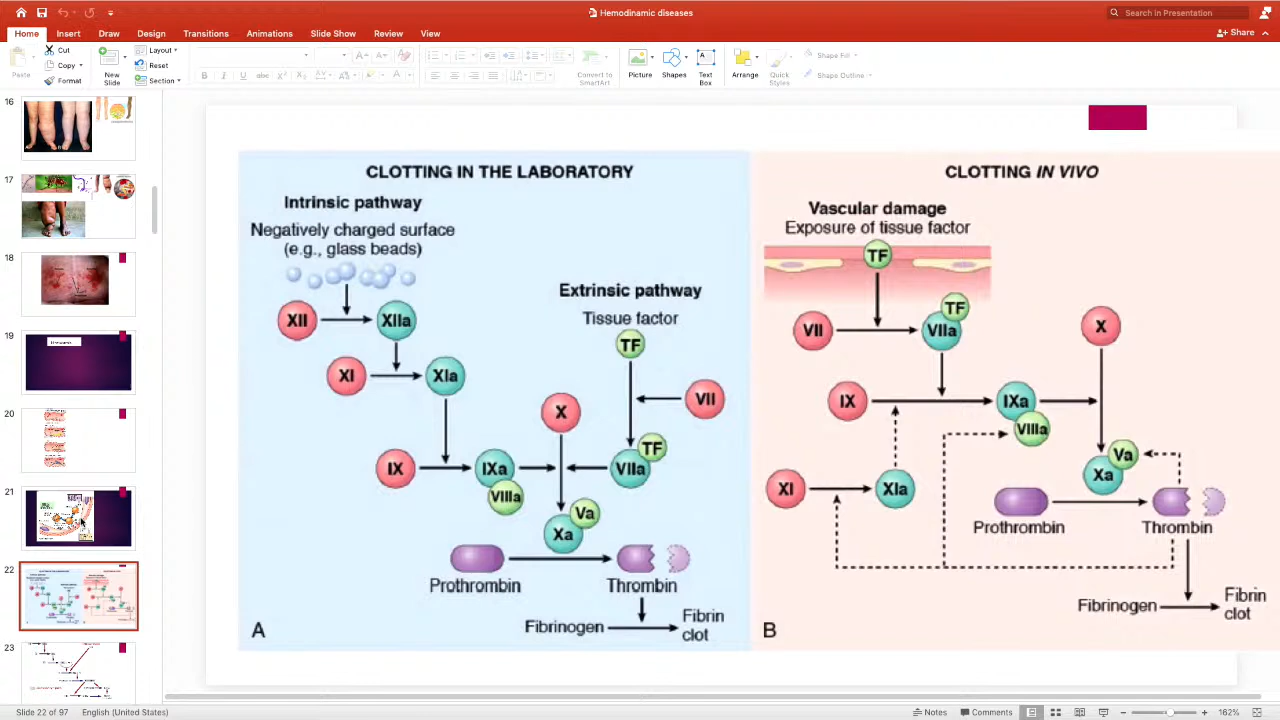 Hemodinamic diseases
Search in Presentation
Home Insert Draw Design Transitions Animations Slide Show Review View
Share
Paste
Cut
Copy
Format
New
Slide
Layout
Reset
Section
Convert to
SmartArt
Picture
Shapes
Text
Box
Arrange
Quick
Styles
Shape Fill
Shape Outline
16
17
18
19
20
21
22
23
CLOTTING IN THE LABORATORY
Intrinsic pathway
Negatively charged surface
(e.g., glass beads)
XII XIIa
Extrinsic pathway
Tissue factor
TF
XI XIa
VII
X
IX IXa
VIIIa
VIIa TF
Va
Xa
Prothrombin
Thrombin
Fibrinogen
Fibrin
clot
A
CLOTTING IN VIVO
Vascular damage
Exposure of tissue factor
TF
VII
VIIa TF
X
IX
IXa
VIIIa
XI XIa
Va
Xa
Prothrombin
Thrombin
Fibrinogen
Fibrin
clot
B
Slide 22 of 97 English (United States)
Notes Comments
162%